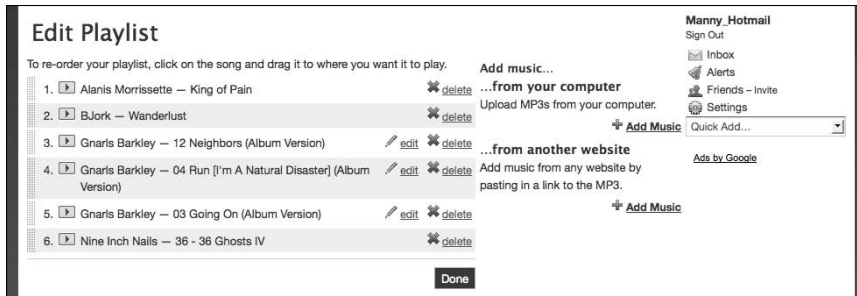 Edit Playlist
To re-order your playlist, click on the song and drag it to where you want it to play.
1. Alanis Morrissette — King of Pain delete
2. BJork — Wanderlust delete
3. Gnarls Barkley — 12 Neighbors (Album Version) edit delete
4. Gnarls Barkley — 04 Run [I'm A Natural Disaster] (Album edit delete
Version)
5. Gnarls Barkley — 03 Going On (Album Version) edit delete
6. Nine Inch Nails — 36 - 36 Ghosts IV delete
Done
Add music...
...from your computer
Upload MP3s from your computer.
Add Music
...from another website
Add music from any website by
pasting in a link to the MP3.
Add Music
Manny_Hotmail
Sign Out
Inbox
Alerts
Friends – Invite
Settings
Quick Add...
Ads by Google